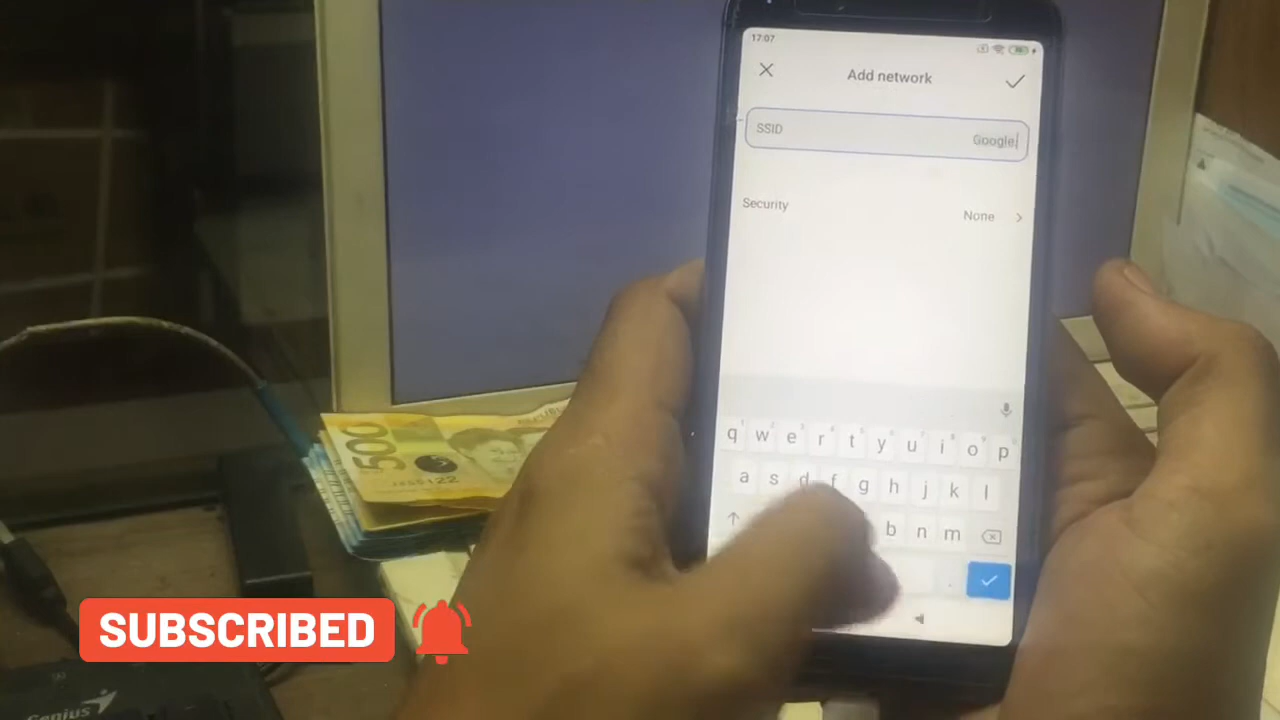 17:07
Add network
SSID
Google
Security
None
q w e r t y u i o p
a s d f g h j k l
b n m
.
500
SUBSCRIBED
Genius